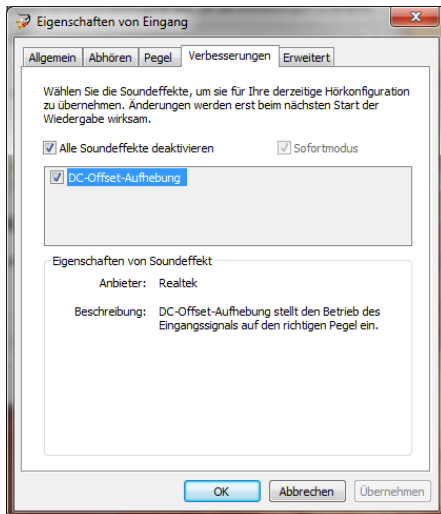 Eigenschaften von Eingang
Allgemein Abhören Pegel Verbesserungen Erweitert
Wählen Sie die Soundeffekte, um sie für Ihre derzeitige Hörkonfiguration
zu übernehmen. Änderungen werden erst beim nächsten Start der
Wiedergabe wirksam.
Alle Soundeffekte deaktivieren Sofortmodus
DC-Offset-Aufhebung
Eigenschaften von Soundeffekt
Anbieter: Realtek
Beschreibung: DC-Offset-Aufhebung stellt den Betrieb des
Eingangssignals auf den richtigen Pegel ein.
OK Abbrechen Übernehmen